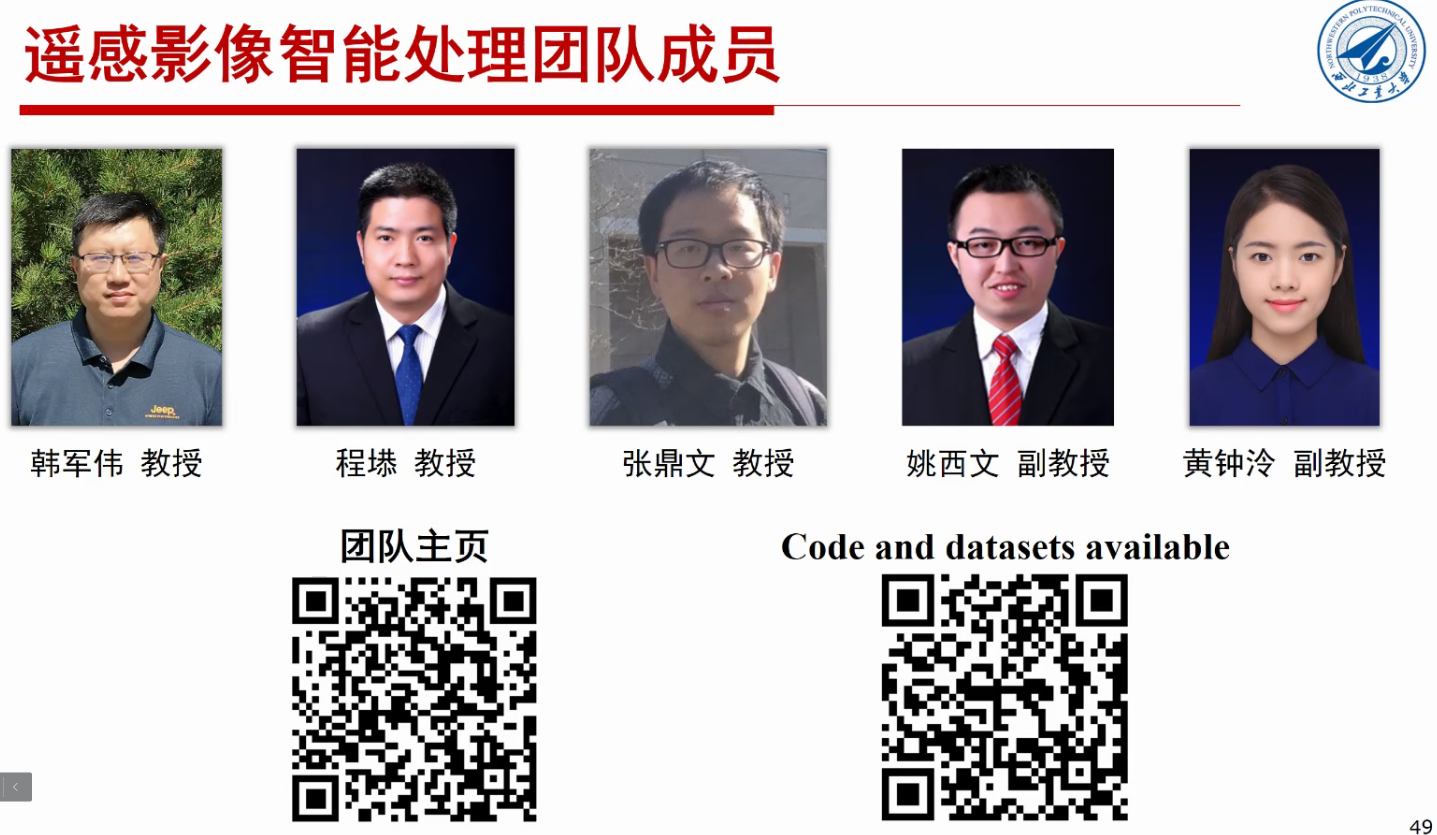 遥感影像智能处理团队成员
NORTHWESTERN POLYTECHNICAL UNIVERSITY
1938
西北工业大学
Jeep
韩军伟 教授
程塨 教授
张鼎文 教授
姚西文 副教授
黄钟泠 副教授
团队主页
Code and datasets available
49